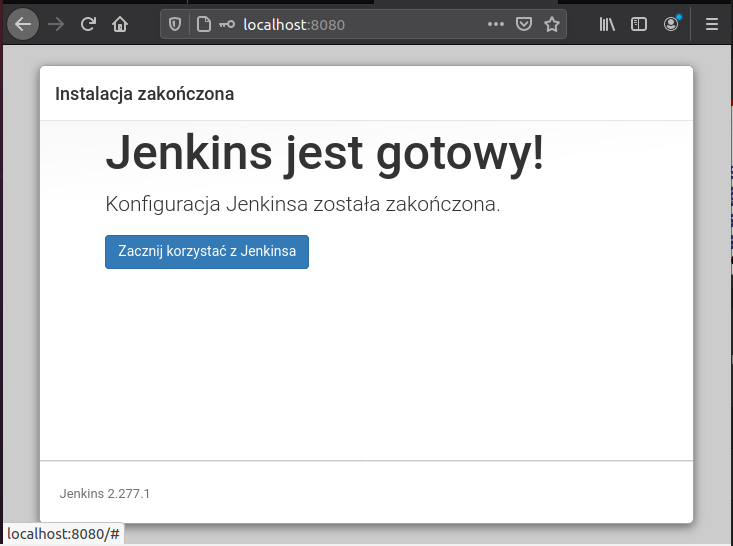 localhost:8080
Instalacja zakończona
Jenkins jest gotowy!
Konfiguracja Jenkinsa została zakończona.
Zacznij korzystać z Jenkinsa
Jenkins 2.277.1
localhost:8080/#